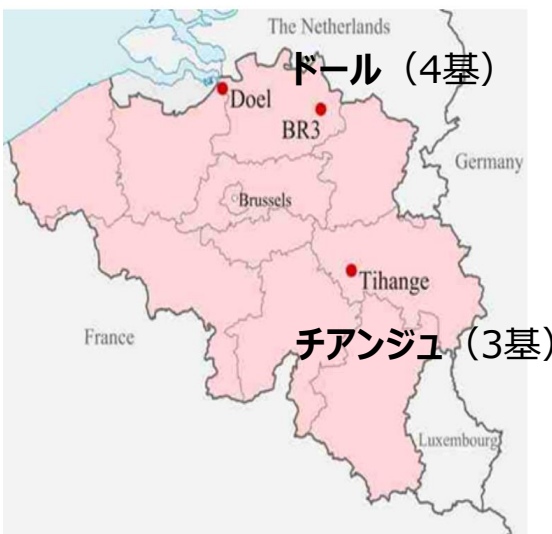 The Netherlands
ドール（4基）
Doel
BR3
Germany
Brussels
Tihange
France
チアンジュ（3基）
Luxembourg